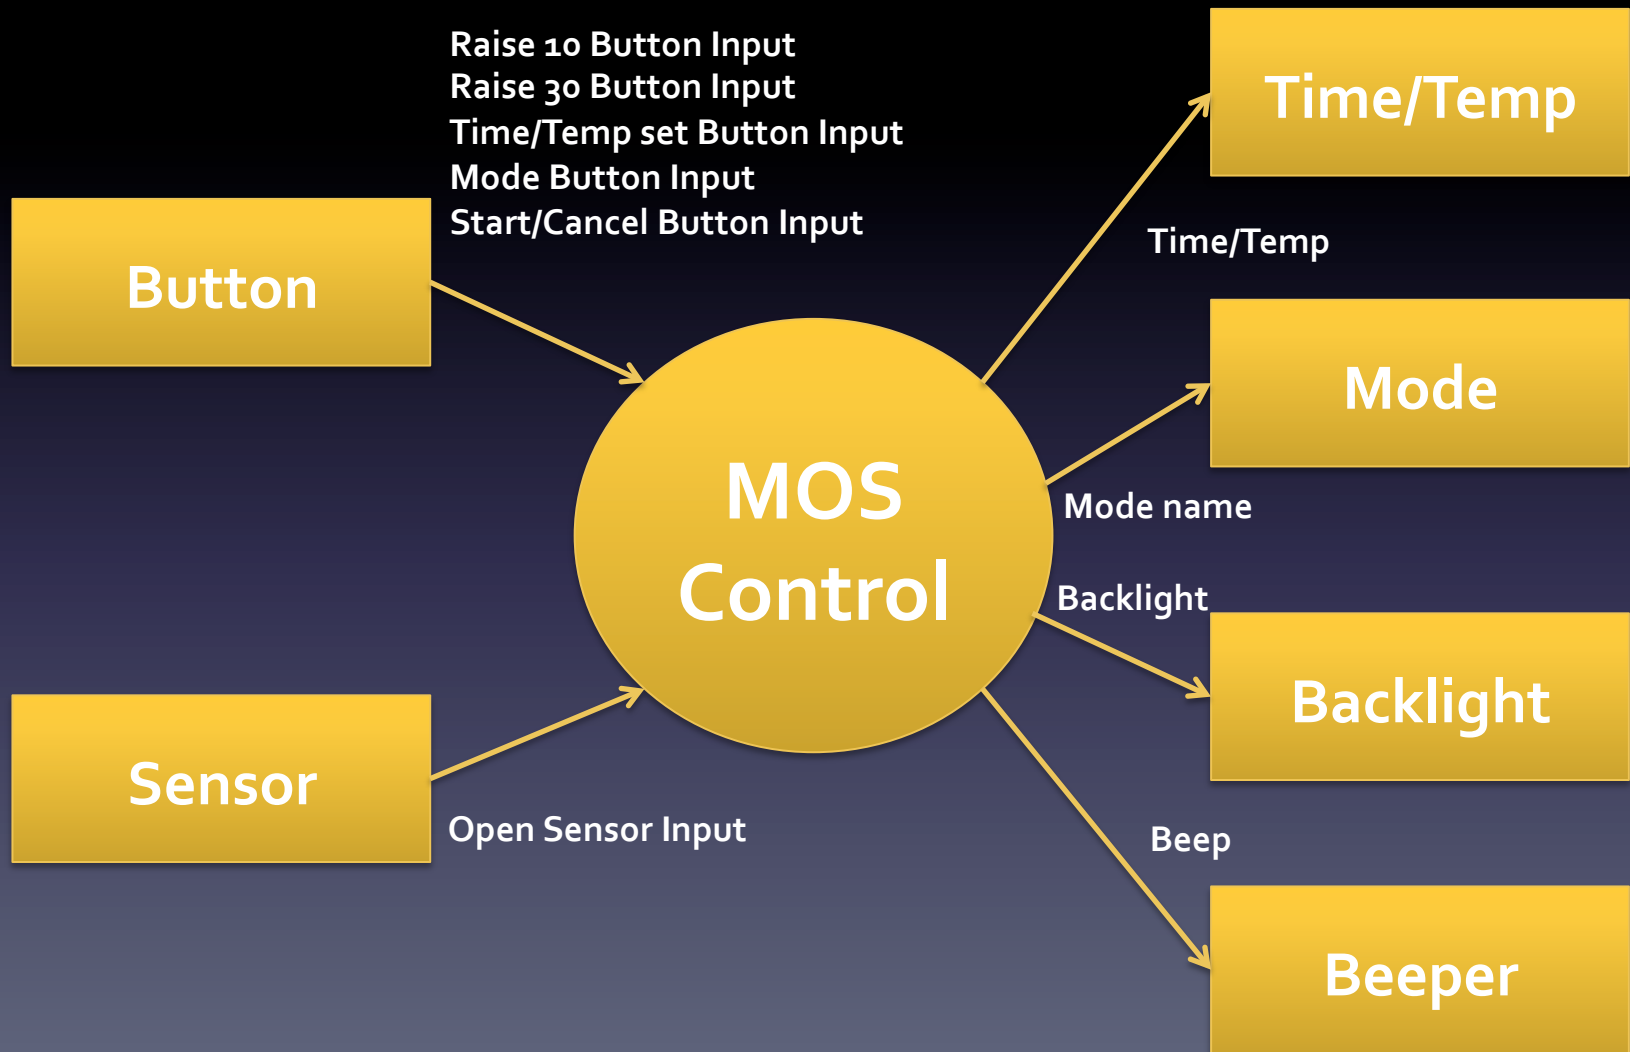 Raise 10 Button Input
Raise 30 Button Input
Time/Temp set Button Input
Mode Button Input
Start/Cancel Button Input
Button
Sensor
Open Sensor Input
MOS
Control
Time/Temp
Time/Temp
Mode
Mode name
Backlight
Backlight
Beep
Beeper